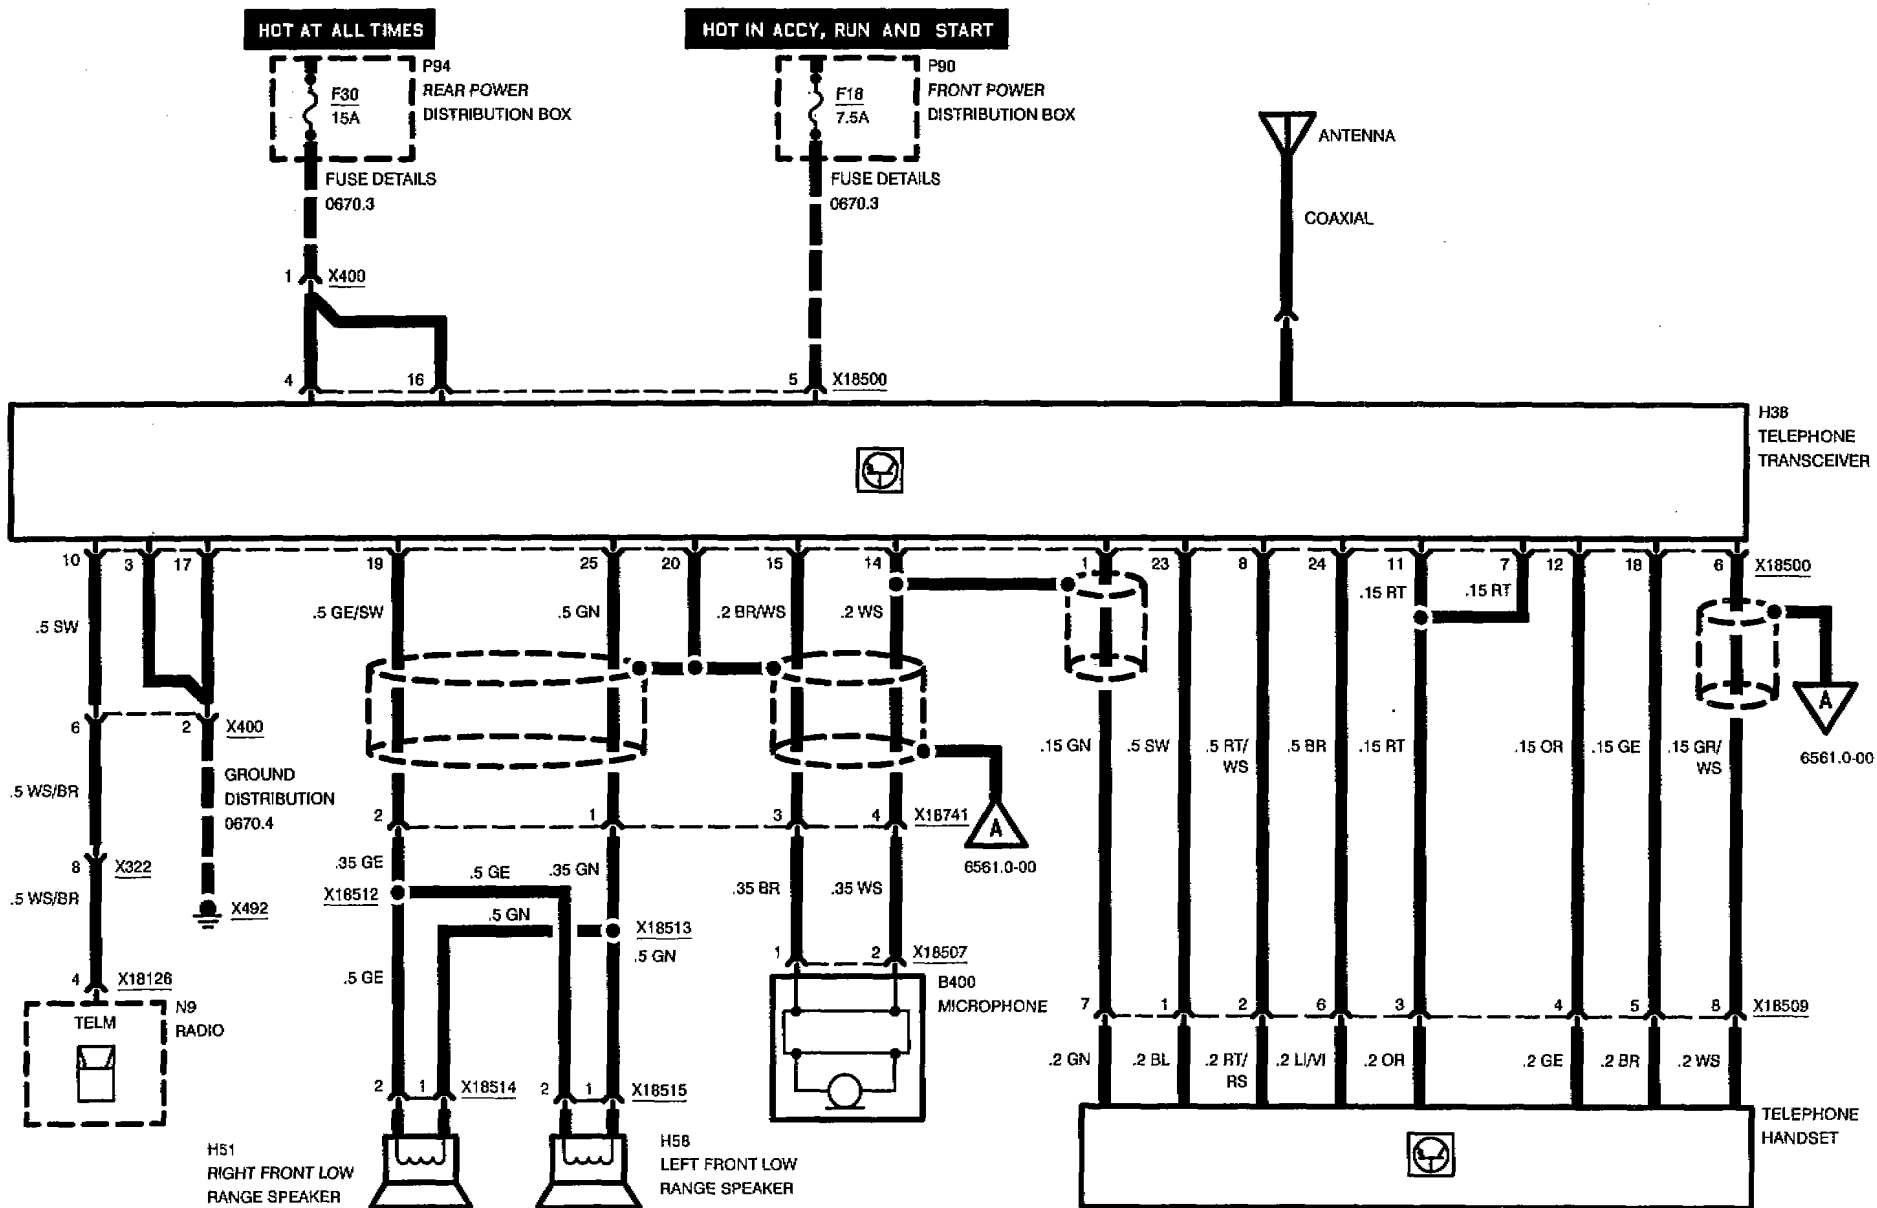 HOT AT ALL TIMES
HOT IN ACCY, RUN AND START
P94
REAR POWER
DISTRIBUTION BOX
F30
15A
FUSE DETAILS
0670.3
P90
FRONT POWER
DISTRIBUTION BOX
F18
7.5A
FUSE DETAILS
0670.3
ANTENNA
COAXIAL
1 X400
4 16 5 X18500
H38
TELEPHONE
TRANSCEIVER
10 3 17 19 25 20 15 14 1 23 8 24 11 7 12 18 6 X18500
.5 SW .5 GE/SW .5 GN .2 BR/WS .2 WS .15 RT .15 RT
6 2 X400
GROUND
DISTRIBUTION
0670.4
.5 WS/BR
.15 GN .5 SW .5 RT/ .5 BR .15 RT .15 OR .15 GE .15 GR/
WS WS
A
6561.0-00
2 1 3 4 X18741
A
6561.0-00
8 X322
.5 WS/BR
X492
.35 GE .5 GE .35 GN .35 BR .35 WS
X18512
.5 GN X18513
.5 GN
.5 GE
1 2 X18507
B400
MICROPHONE
4 X18126
N9
RADIO
TELM
7 1 2 6 3 4 5 8 X18509
.2 GN .2 BL .2 RT/ .2 LI/VI .2 OR .2 GE .2 BR .2 WS
RS
2 1 X18514 2 1 X18515
H51
RIGHT FRONT LOW
RANGE SPEAKER
H58
LEFT FRONT LOW
RANGE SPEAKER
TELEPHONE
HANDSET